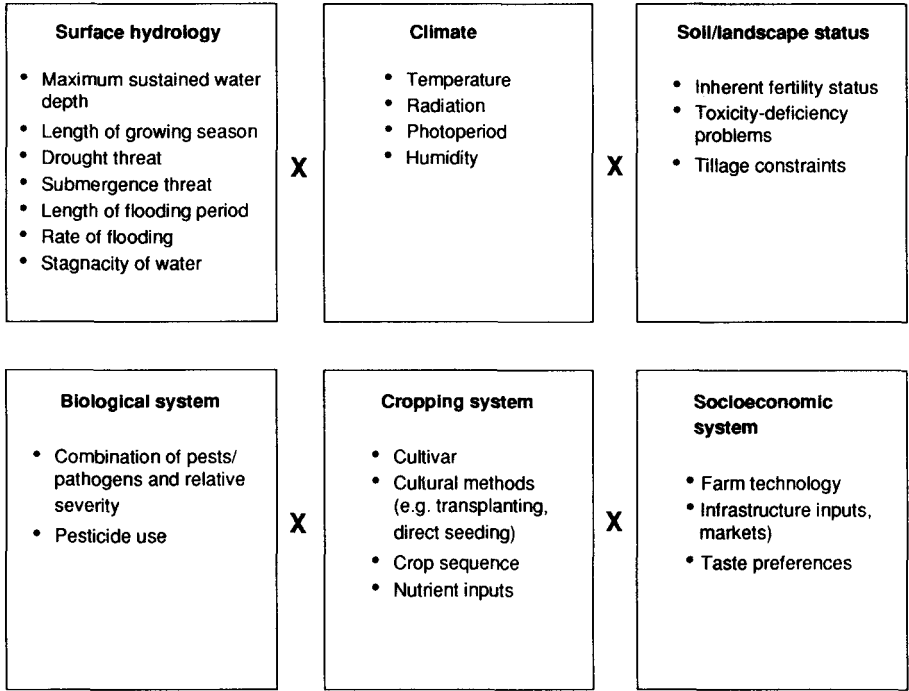 Surface hydrology
• Maximum sustained water
depth
• Length of growing season
• Drought threat
• Submergence threat
• Length of flooding period
• Rate of flooding
• Stagnacity of water
X
Climate
• Temperature
• Radiation
• Photoperiod
• Humidity
X
Soil/landscape status
• Inherent fertility status
• Toxicity-deficiency
problems
• Tillage constraints
Biological system
• Combination of pests/
pathogens and relative
severity
• Pesticide use
X
Cropping system
• Cultivar
• Cultural methods
(e.g. transplanting,
direct seeding)
• Crop sequence
• Nutrient inputs
X
Socioeconomic
system
• Farm technology
• Infrastructure inputs,
markets)
• Taste preferences